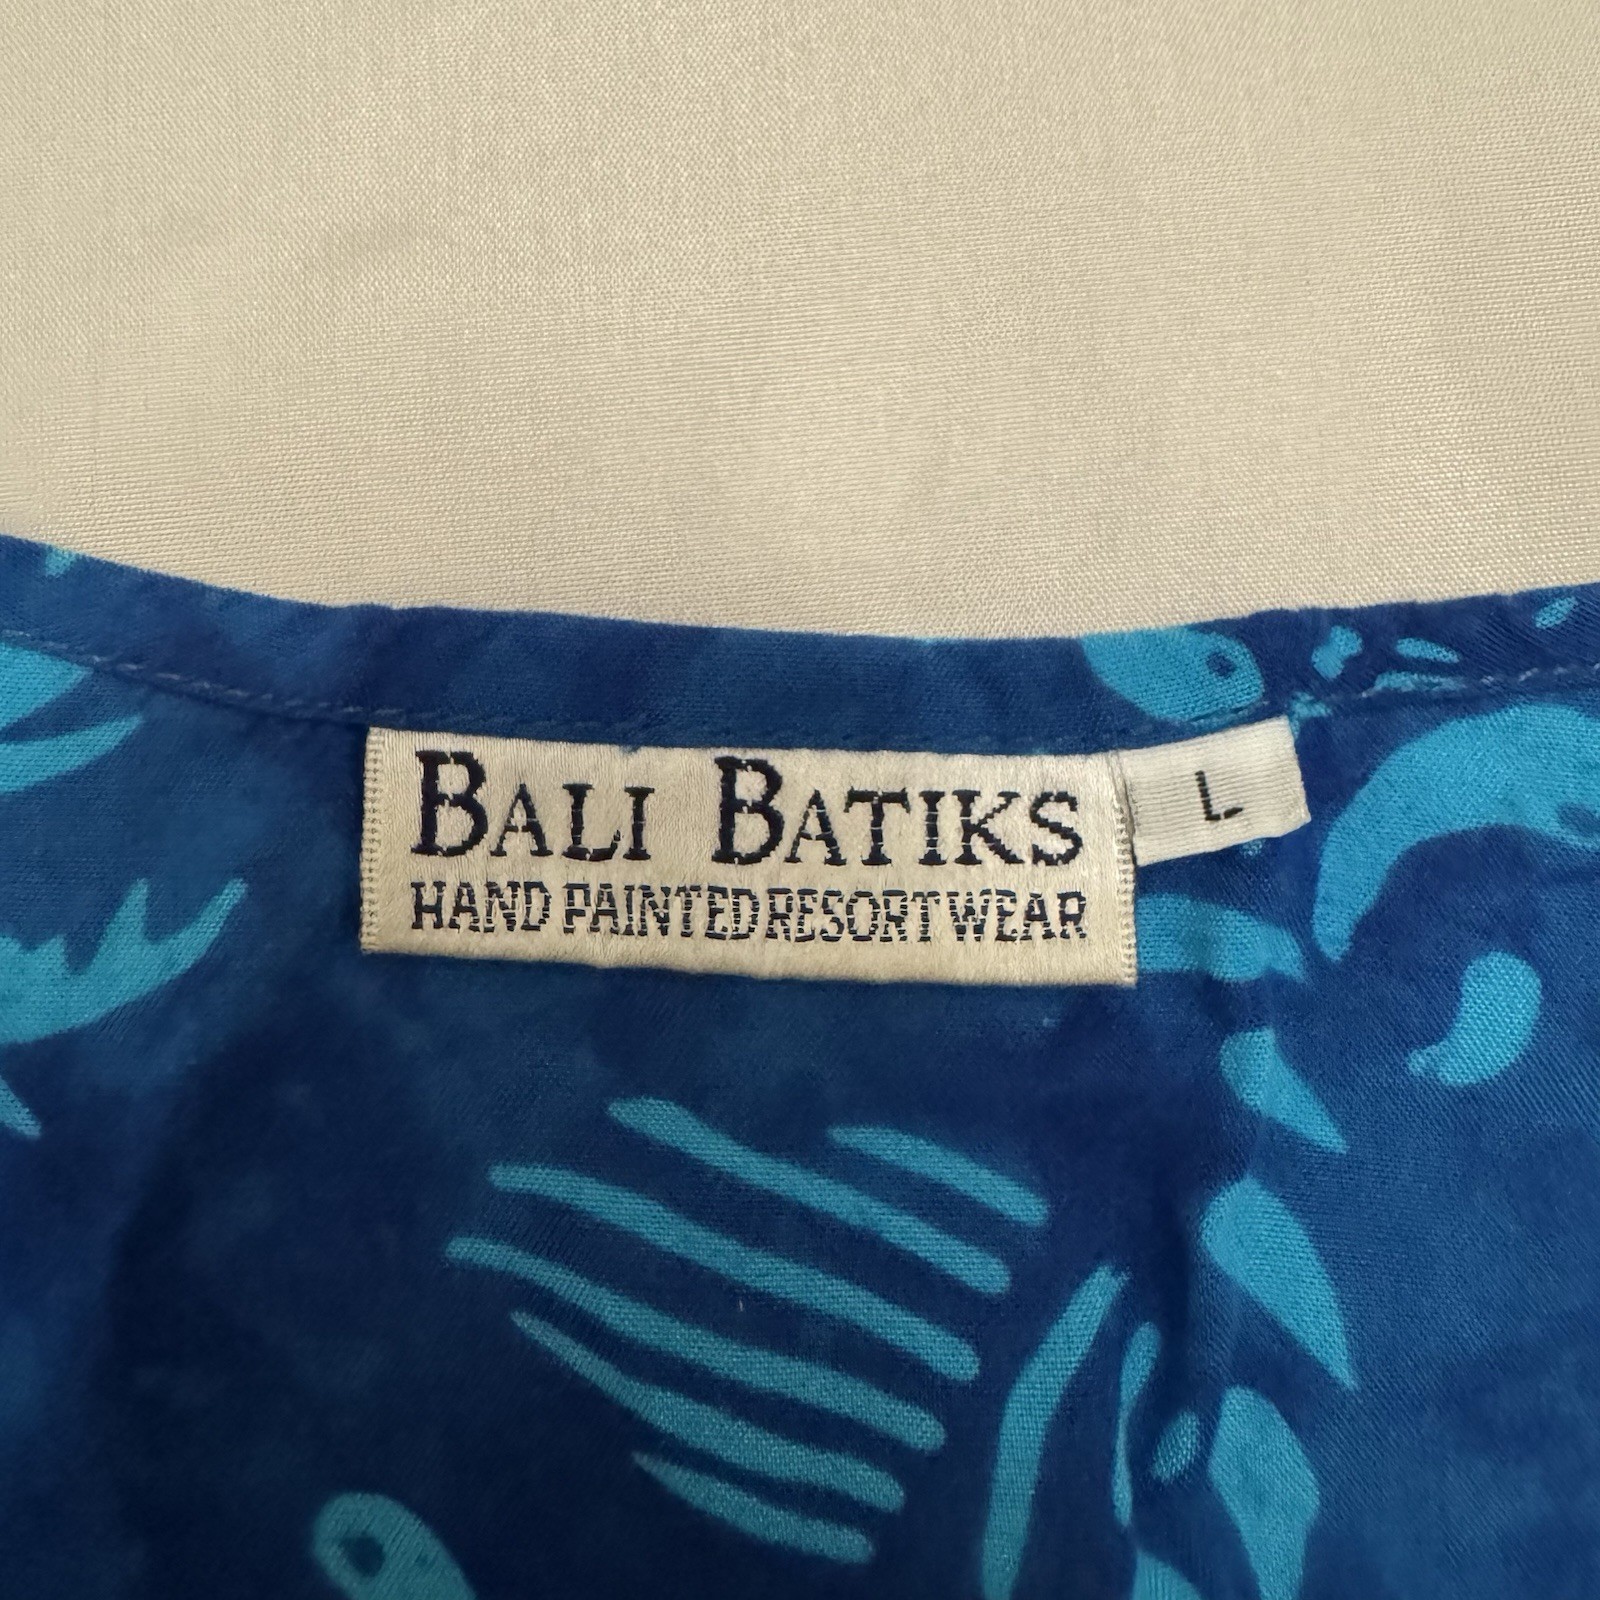 BALI BATIKS
HAND PAINTED RESORT WEAR
L